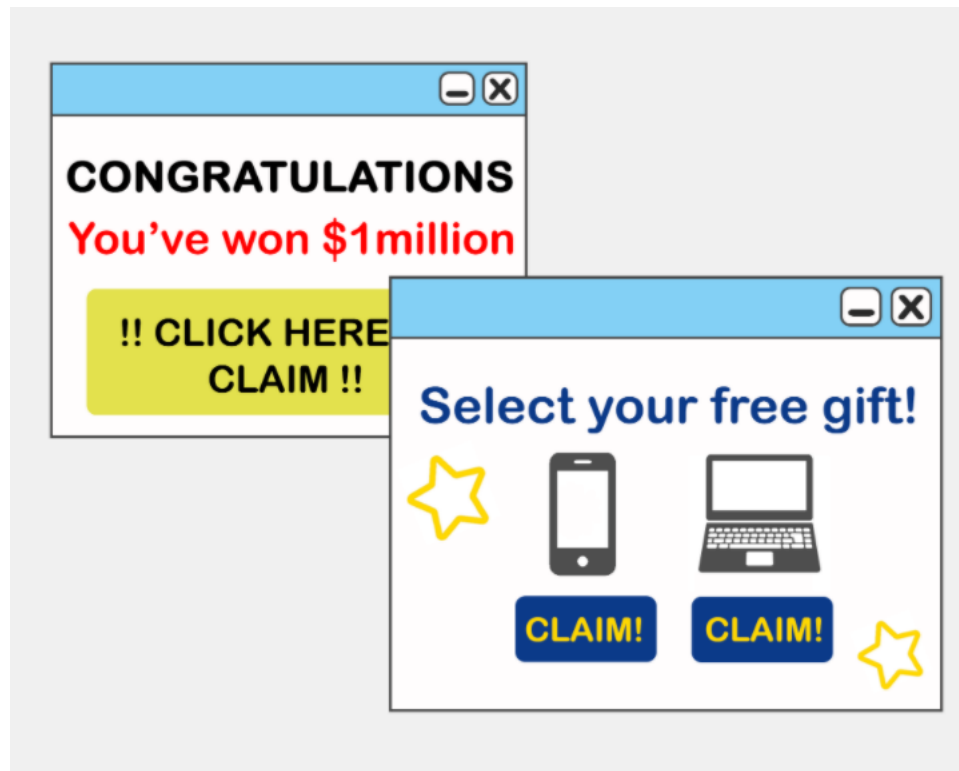 CONGRATULATIONS
You've won $1million
!! CLICK HERE
CLAIM !!
Select your free gift!
CLAIM!
CLAIM!